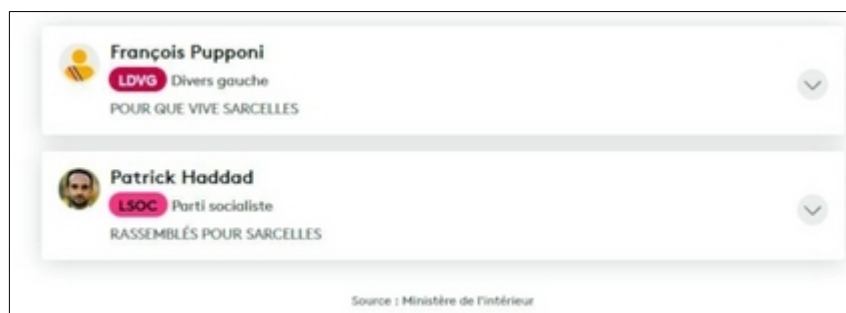 François Pupponi
LDVG Divers gauche
POUR QUE VIVE SARCELLES
Patrick Haddad
LSOC Parti socialiste
RASSEMBLÉS POUR SARCELLES
Source : Ministère de l'intérieur